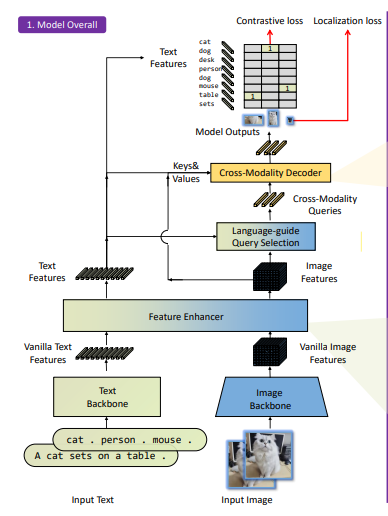 1. Model Overall
Contrastive loss
Localization loss
Text
Features
cat
dog
desk
person
dog
mouse
table
sets
1
1
1
Model Outputs
Keys&
Values
Cross-Modality Decoder
Cross-Modality
Queries
Language-guide
Query Selection
Text
Features
Image
Features
Feature Enhancer
Vanilla Text
Features
Vanilla Image
Features
Text
Backbone
Image
Backbone
cat . person . mouse .
A cat sets on a table .
Input Text
Input Image